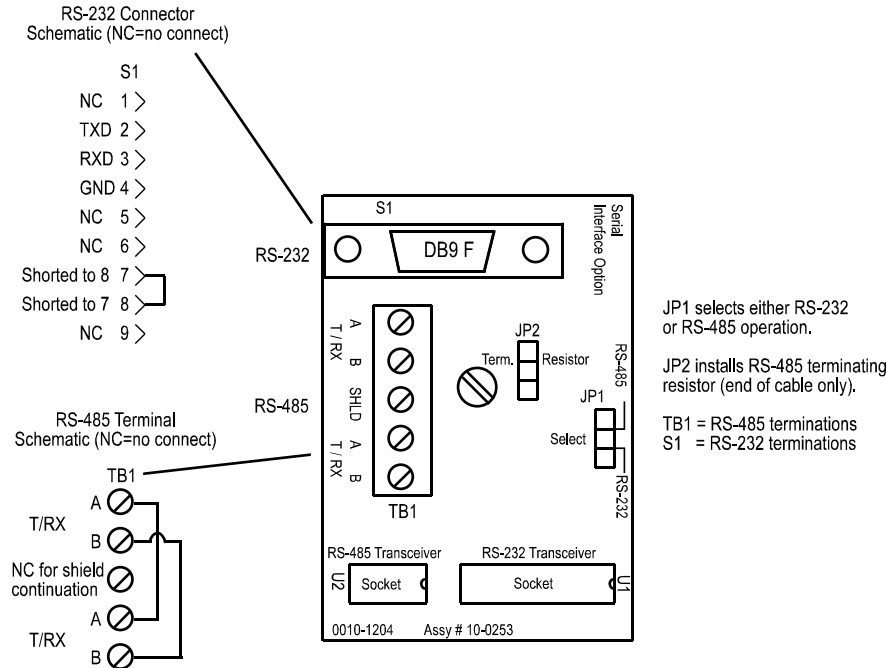 RS-232 Connector
Schematic (NC=no connect)
S1
NC 1
TXD 2
RXD 3
GND 4
NC 5
NC 6
Shorted to 8 7
Shorted to 7 8
NC 9
RS-485 Terminal
Schematic (NC=no connect)
TB1
A
T/RX
B
NC for shield
continuation
A
T/RX
B
RS-232
RS-485
S1
DB9 F
Serial
Interface Option
A
T / RX
B
SHLD
A
T / RX
B
TB1
JP2
Term. Resistor
JP1
RS-485
Select
RS-232
RS-485 Transceiver
U2
Socket
RS-232 Transceiver
Socket
U1
0010-1204 Assy # 10-0253
JP1 selects either RS-232
or RS-485 operation.
JP2 installs RS-485 terminating
resistor (end of cable only).
TB1 = RS-485 terminations
S1 = RS-232 terminations